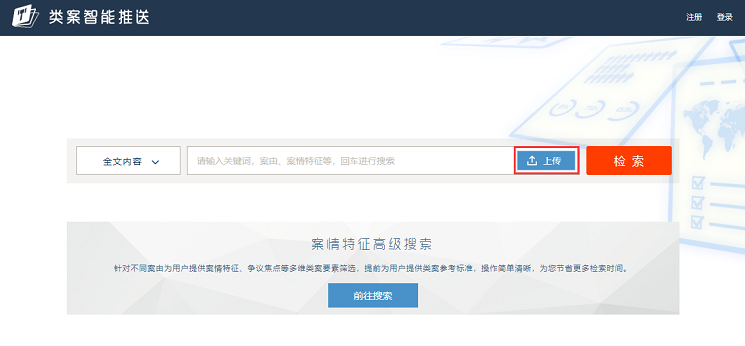 类案智能推送
注册 登录
全文内容 请输入关键词、案由、案情特征等，回车进行搜索 上传 检索
案情特征高级搜索
针对不同案由为用户提供案情特征、争议焦点等多维类案要素筛选，提前为用户提供类案参考标准，操作简单清晰，为您节省更多检索时间。
前往搜索